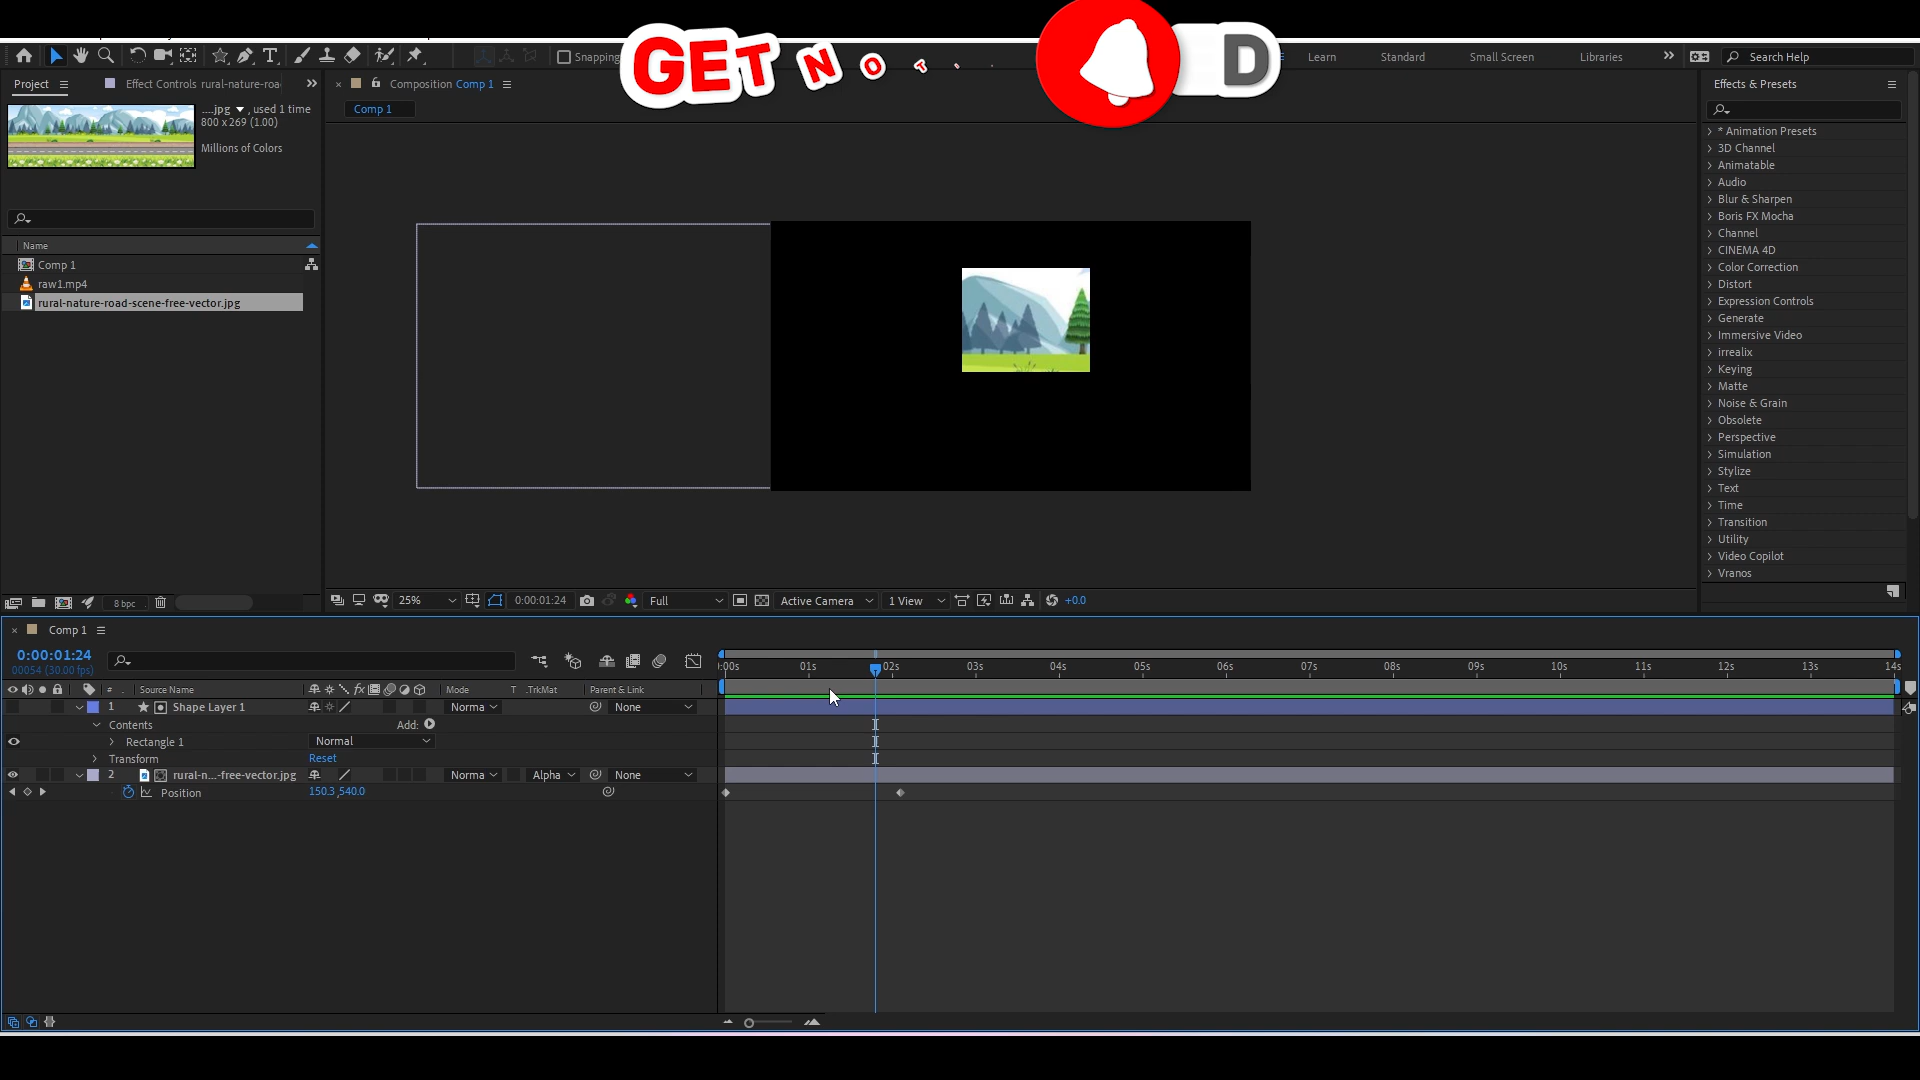 GET NOT D
Snapping
Learn
Standard
Small Screen
Libraries
Search Help
Project
Effect Controls rural-nature-roa
Composition Comp 1
Effects & Presets
Comp 1
....jpg , used 1 time
800 x 269 (1.00)
Millions of Colors
Name
Comp 1
raw1.mp4
rural-nature-road-scene-free-vector.jpg
* Animation Presets
3D Channel
Animatable
Audio
Blur & Sharpen
Boris FX Mocha
Channel
CINEMA 4D
Color Correction
Distort
Expression Controls
Generate
Immersive Video
irrealix
Keying
Matte
Noise & Grain
Obsolete
Perspective
Simulation
Stylize
Text
Time
Transition
Utility
Video Copilot
Vranos
8 bpc
25%
0:00:01:24
Full
Active Camera
1 View
+0.0
Comp 1
0:00:01:24
00054 (30.00 fps)
:00s 01s 02s 03s 04s 05s 06s 07s 08s 09s 10s 11s 12s 13s 14s
# Source Name Mode T .TrkMat Parent & Link
1 Shape Layer 1 Norma None
Contents Add:
Rectangle 1 Normal
Transform Reset
2 rural-n...-free-vector.jpg Norma Alpha None
Position 150.3,540.0